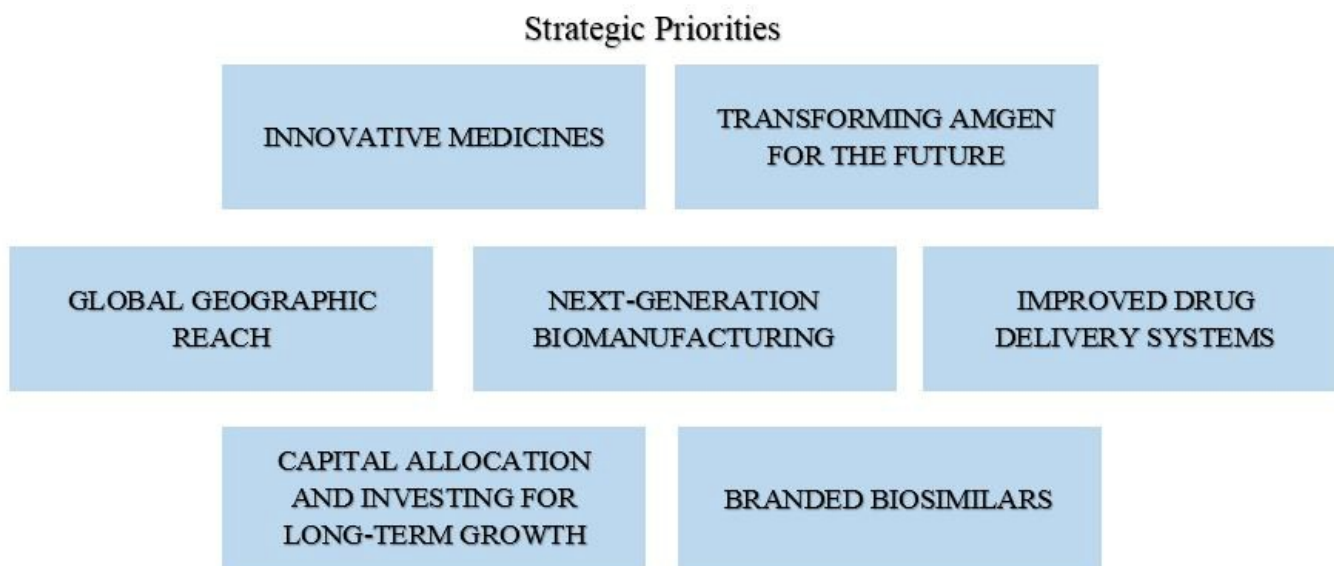 Strategic Priorities
INNOVATIVE MEDICINES
TRANSFORMING AMGEN
FOR THE FUTURE
GLOBAL GEOGRAPHIC
REACH
NEXT-GENERATION
BIOMANUFACTURING
IMPROVED DRUG
DELIVERY SYSTEMS
CAPITAL ALLOCATION
AND INVESTING FOR
LONG-TERM GROWTH
BRANDED BIOSIMILARS